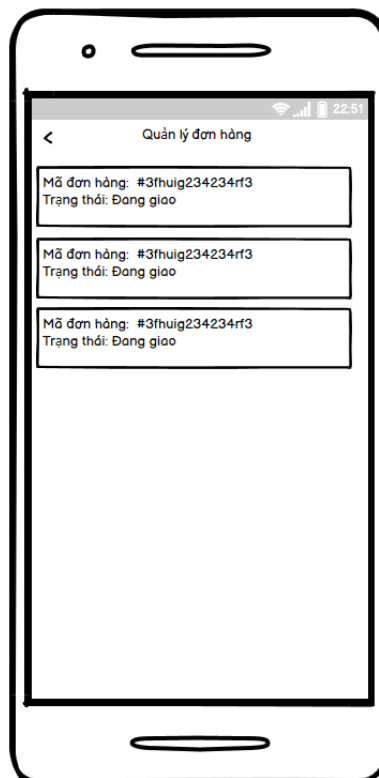 22:51
Quản lý đơn hàng
Mã đơn hàng: #3fhuig234234rf3
Trạng thái: Đang giao
Mã đơn hàng: #3fhuig234234rf3
Trạng thái: Đang giao
Mã đơn hàng: #3fhuig234234rf3
Trạng thái: Đang giao